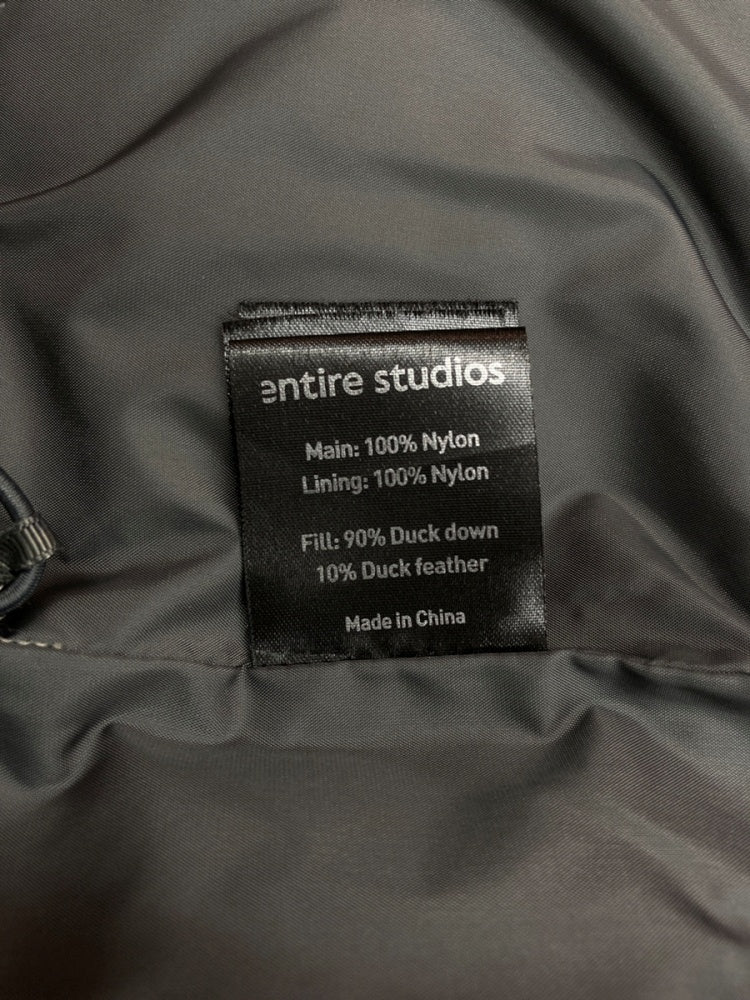 entire studios
Main: 100% Nylon
Lining: 100% Nylon
Fill: 90% Duck down
10% Duck feather
Made in China